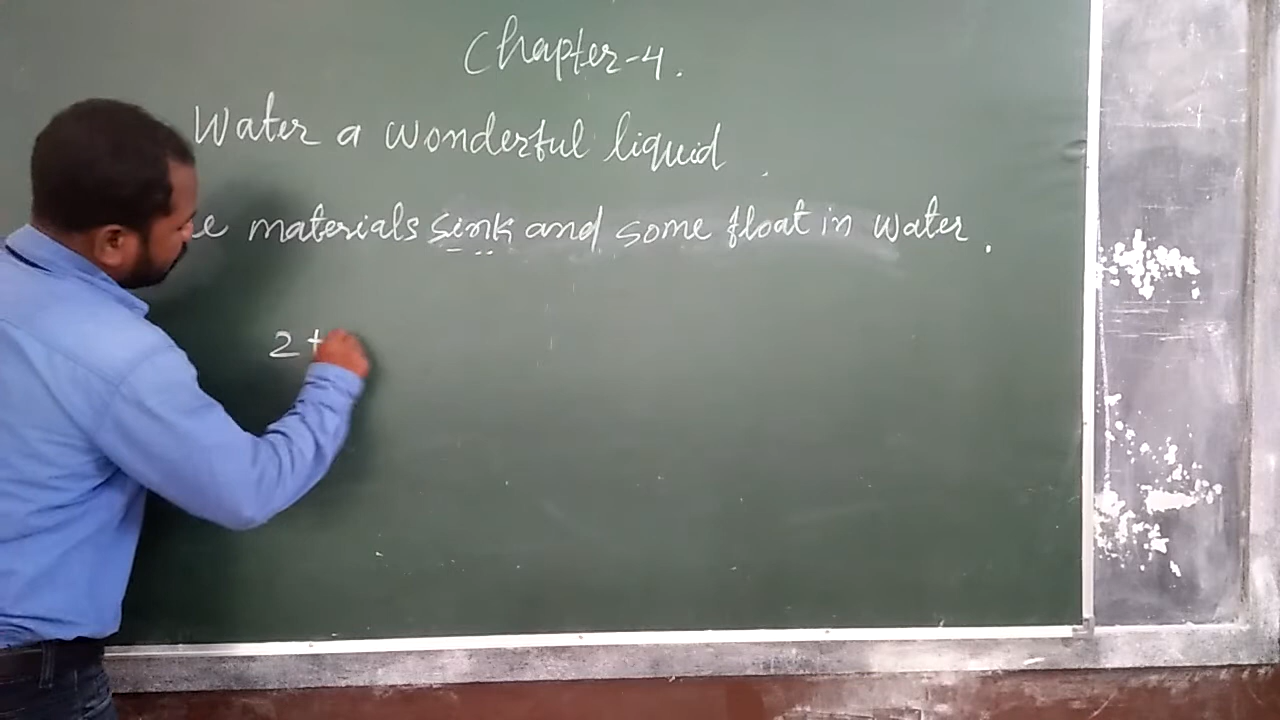 Chapter-4.
Water a wonderful liquid.
materials sink and some float in water.
2 +